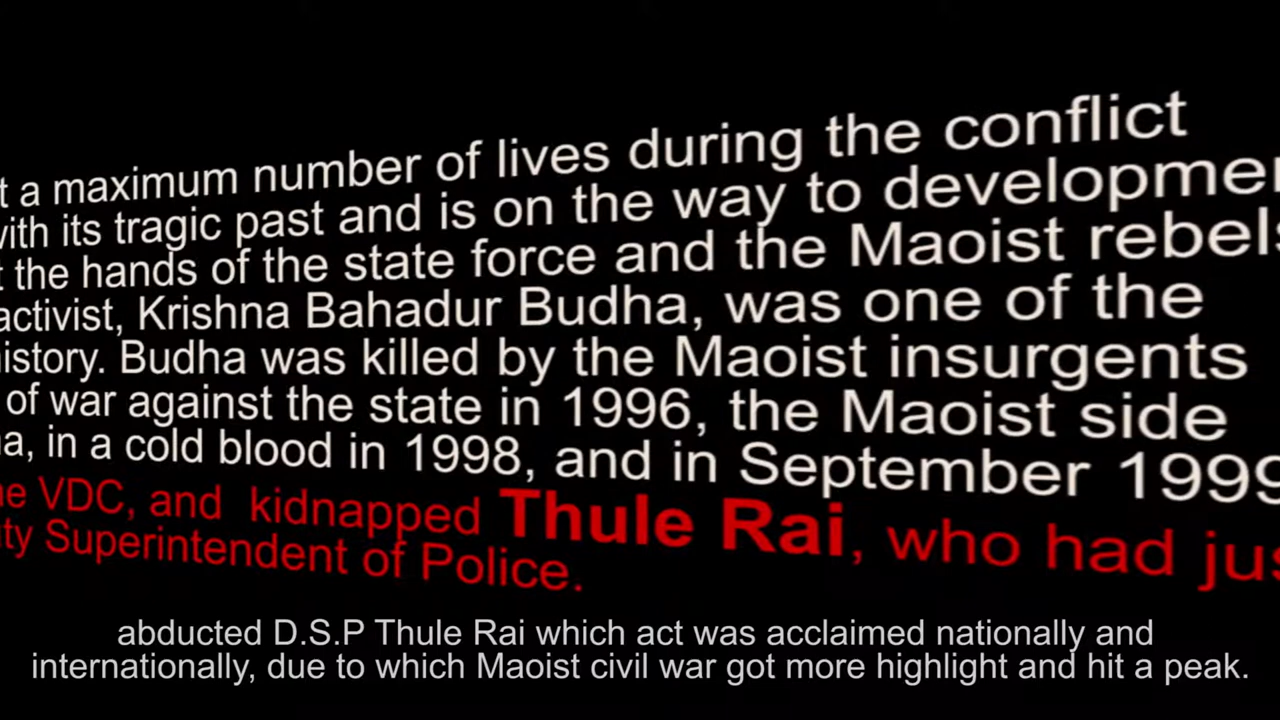 t a maximum number of lives during the conflict
with its tragic past and is on the way to developme
t the hands of the state force and the Maoist rebels
activist, Krishna Bahadur Budha, was one of the
istory. Budha was killed by the Maoist insurgents
of war against the state in 1996, the Maoist side
a, in a cold blood in 1998, and in September 1999
e VDC, and kidnapped Thule Rai, who had jus
ty Superintendent of Police.
abducted D.S.P Thule Rai which act was acclaimed nationally and
internationally, due to which Maoist civil war got more highlight and hit a peak.